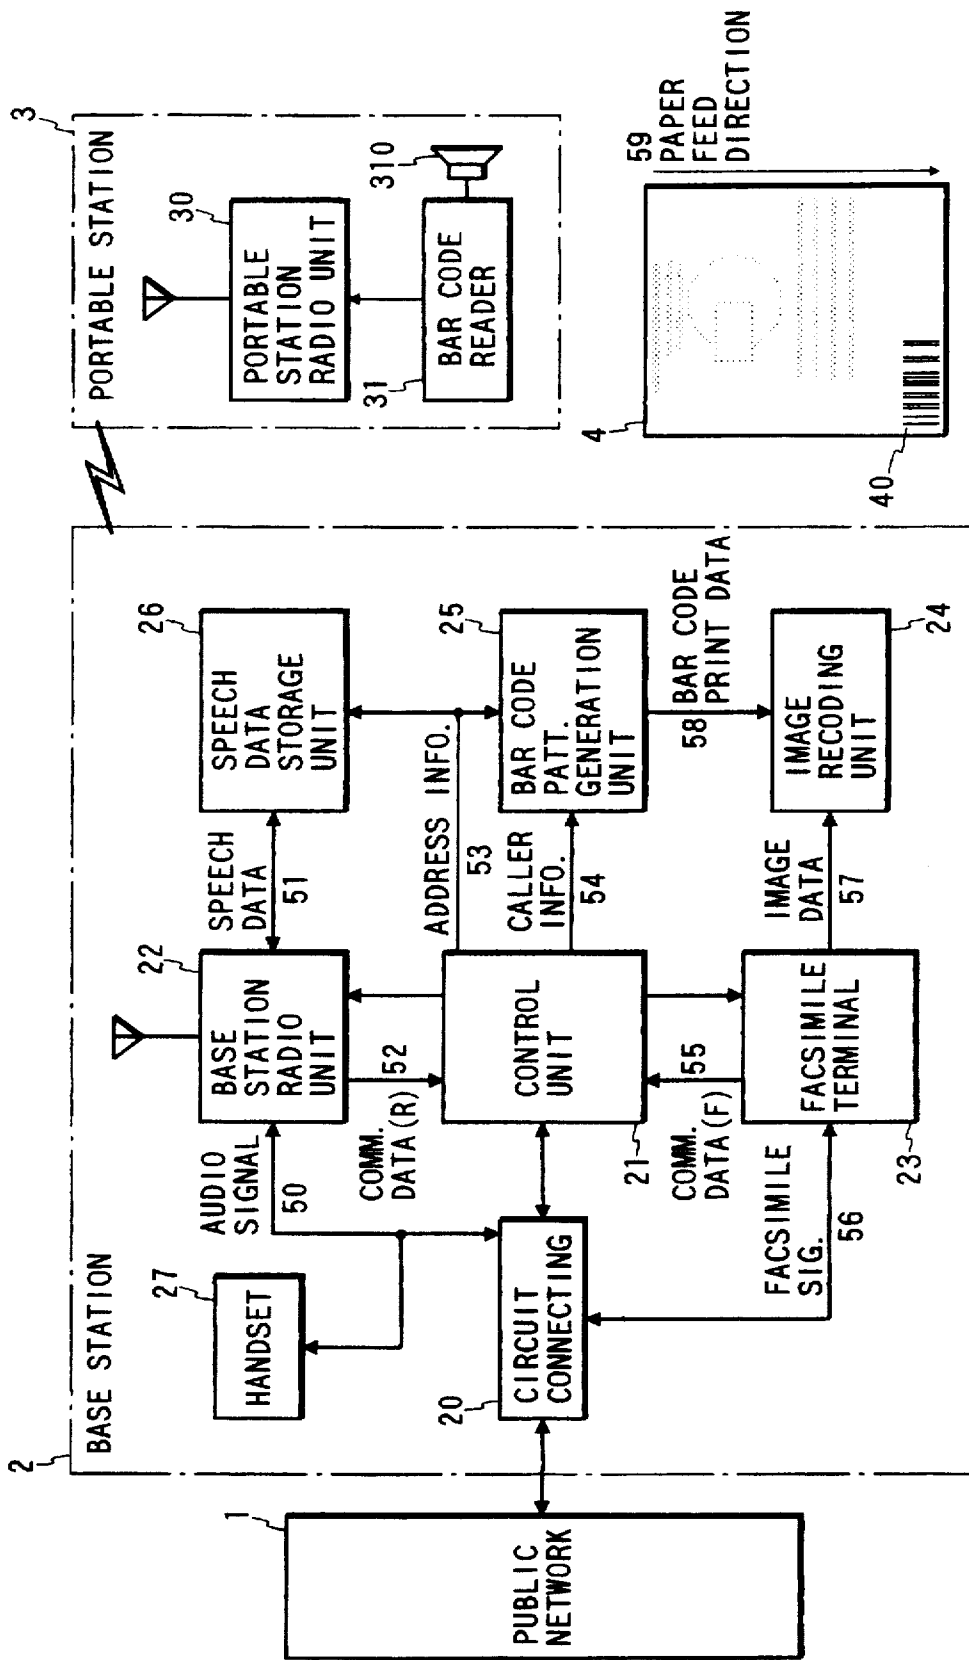 2
BASE STATION
1
PUBLIC
NETWORK
27
HANDSET
AUDIO
SIGNAL
50
22
BASE
STATION
RADIO
UNIT
SPEECH
DATA
51
26
SPEECH
DATA
STORAGE
UNIT
20
CIRCUIT
CONNECTING
COMM.
DATA(R)
52
21
CONTROL
UNIT
ADDRESS INFO.
53
CALLER
INFO.
54
25
BAR CODE
PATT.
GENERATION
UNIT
COMM.
DATA(F)
55
FACSIMILE
SIG.
56
23
FACSIMILE
TERMINAL
IMAGE
DATA
57
58
BAR CODE
PRINT DATA
24
IMAGE
RECODING
UNIT
3
PORTABLE STATION
30
PORTABLE
STATION
RADIO UNIT
31
BAR CODE
READER
310
4
40
59
PAPER
FEED
DIRECTION